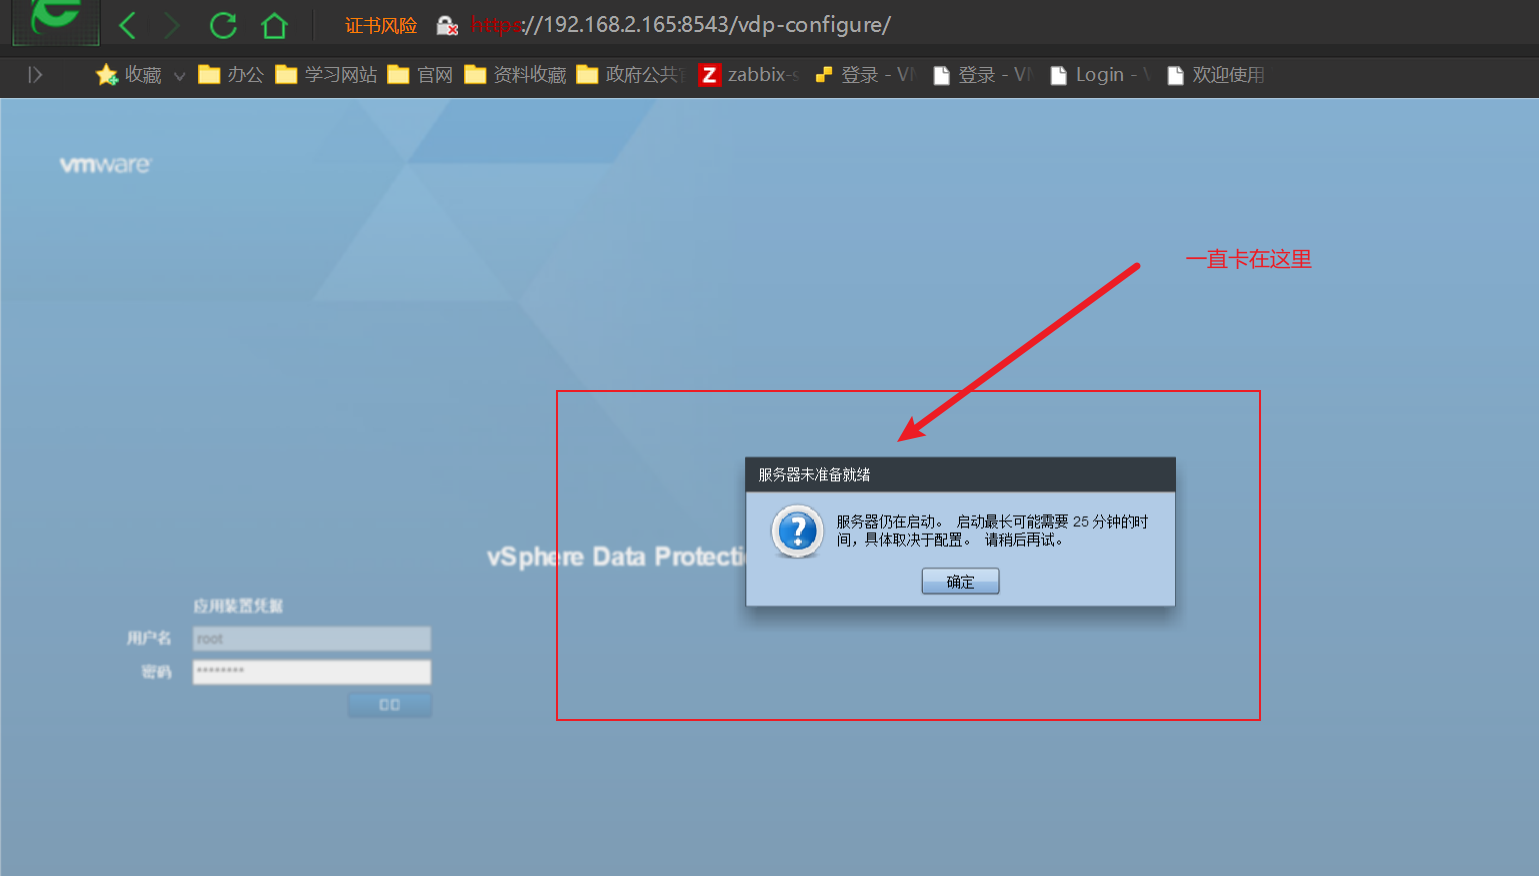 证书风险 https://192.168.2.165:8543/vdp-configure/
收藏 办公 学习网站 官网 资料收藏 政府公共 zabbix-s 登录 - VM 登录 - VM Login - 欢迎使用
vmware
一直卡在这里
服务器未准备就绪
服务器仍在启动。 启动最长可能需要 25 分钟的时
间，具体取决于配置。 请稍后再试。
确定
vSphere Data Protecti
应用装置凭据
用户名 root
密码 ********